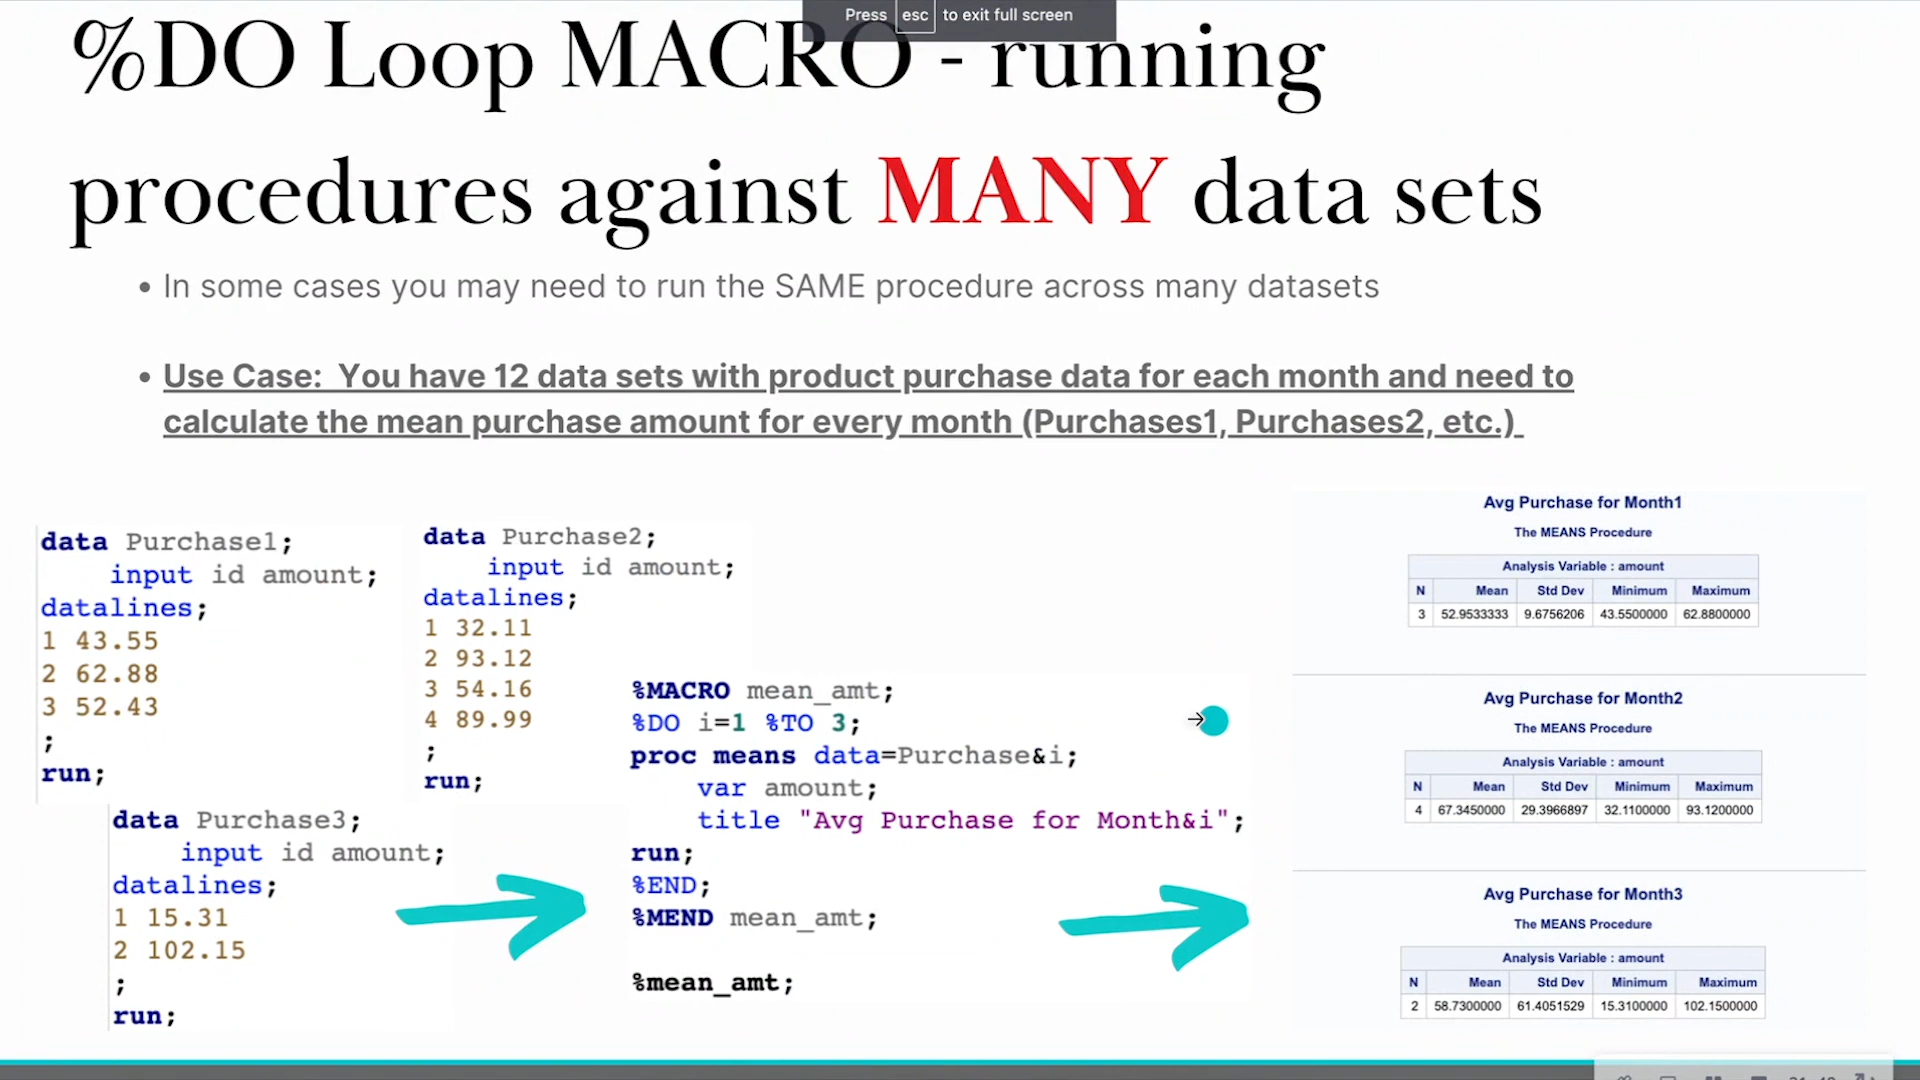 Press esc to exit full screen
%DO Loop MACRO - running
procedures against MANY data sets
• In some cases you may need to run the SAME procedure across many datasets
• Use Case: You have 12 data sets with product purchase data for each month and need to
calculate the mean purchase amount for every month (Purchases1, Purchases2, etc.)
data Purchase1;
input id amount;
datalines;
1 43.55
2 62.88
3 52.43
;
run;
data Purchase2;
input id amount;
datalines;
1 32.11
2 93.12
3 54.16
4 89.99
;
run;
data Purchase3;
input id amount;
datalines;
1 15.31
2 102.15
;
run;
%MACRO mean_amt;
%DO i=1 %TO 3;
proc means data=Purchase&i;
var amount;
title "Avg Purchase for Month&i";
run;
%END;
%MEND mean_amt;
%mean_amt;
Avg Purchase for Month1
The MEANS Procedure
Analysis Variable : amount
N Mean Std Dev Minimum Maximum
3 52.9533333 9.6756206 43.5500000 62.8800000
Avg Purchase for Month2
The MEANS Procedure
Analysis Variable : amount
N Mean Std Dev Minimum Maximum
4 67.3450000 29.3966897 32.1100000 93.1200000
Avg Purchase for Month3
The MEANS Procedure
Analysis Variable : amount
N Mean Std Dev Minimum Maximum
2 58.7300000 61.4051529 15.3100000 102.1500000